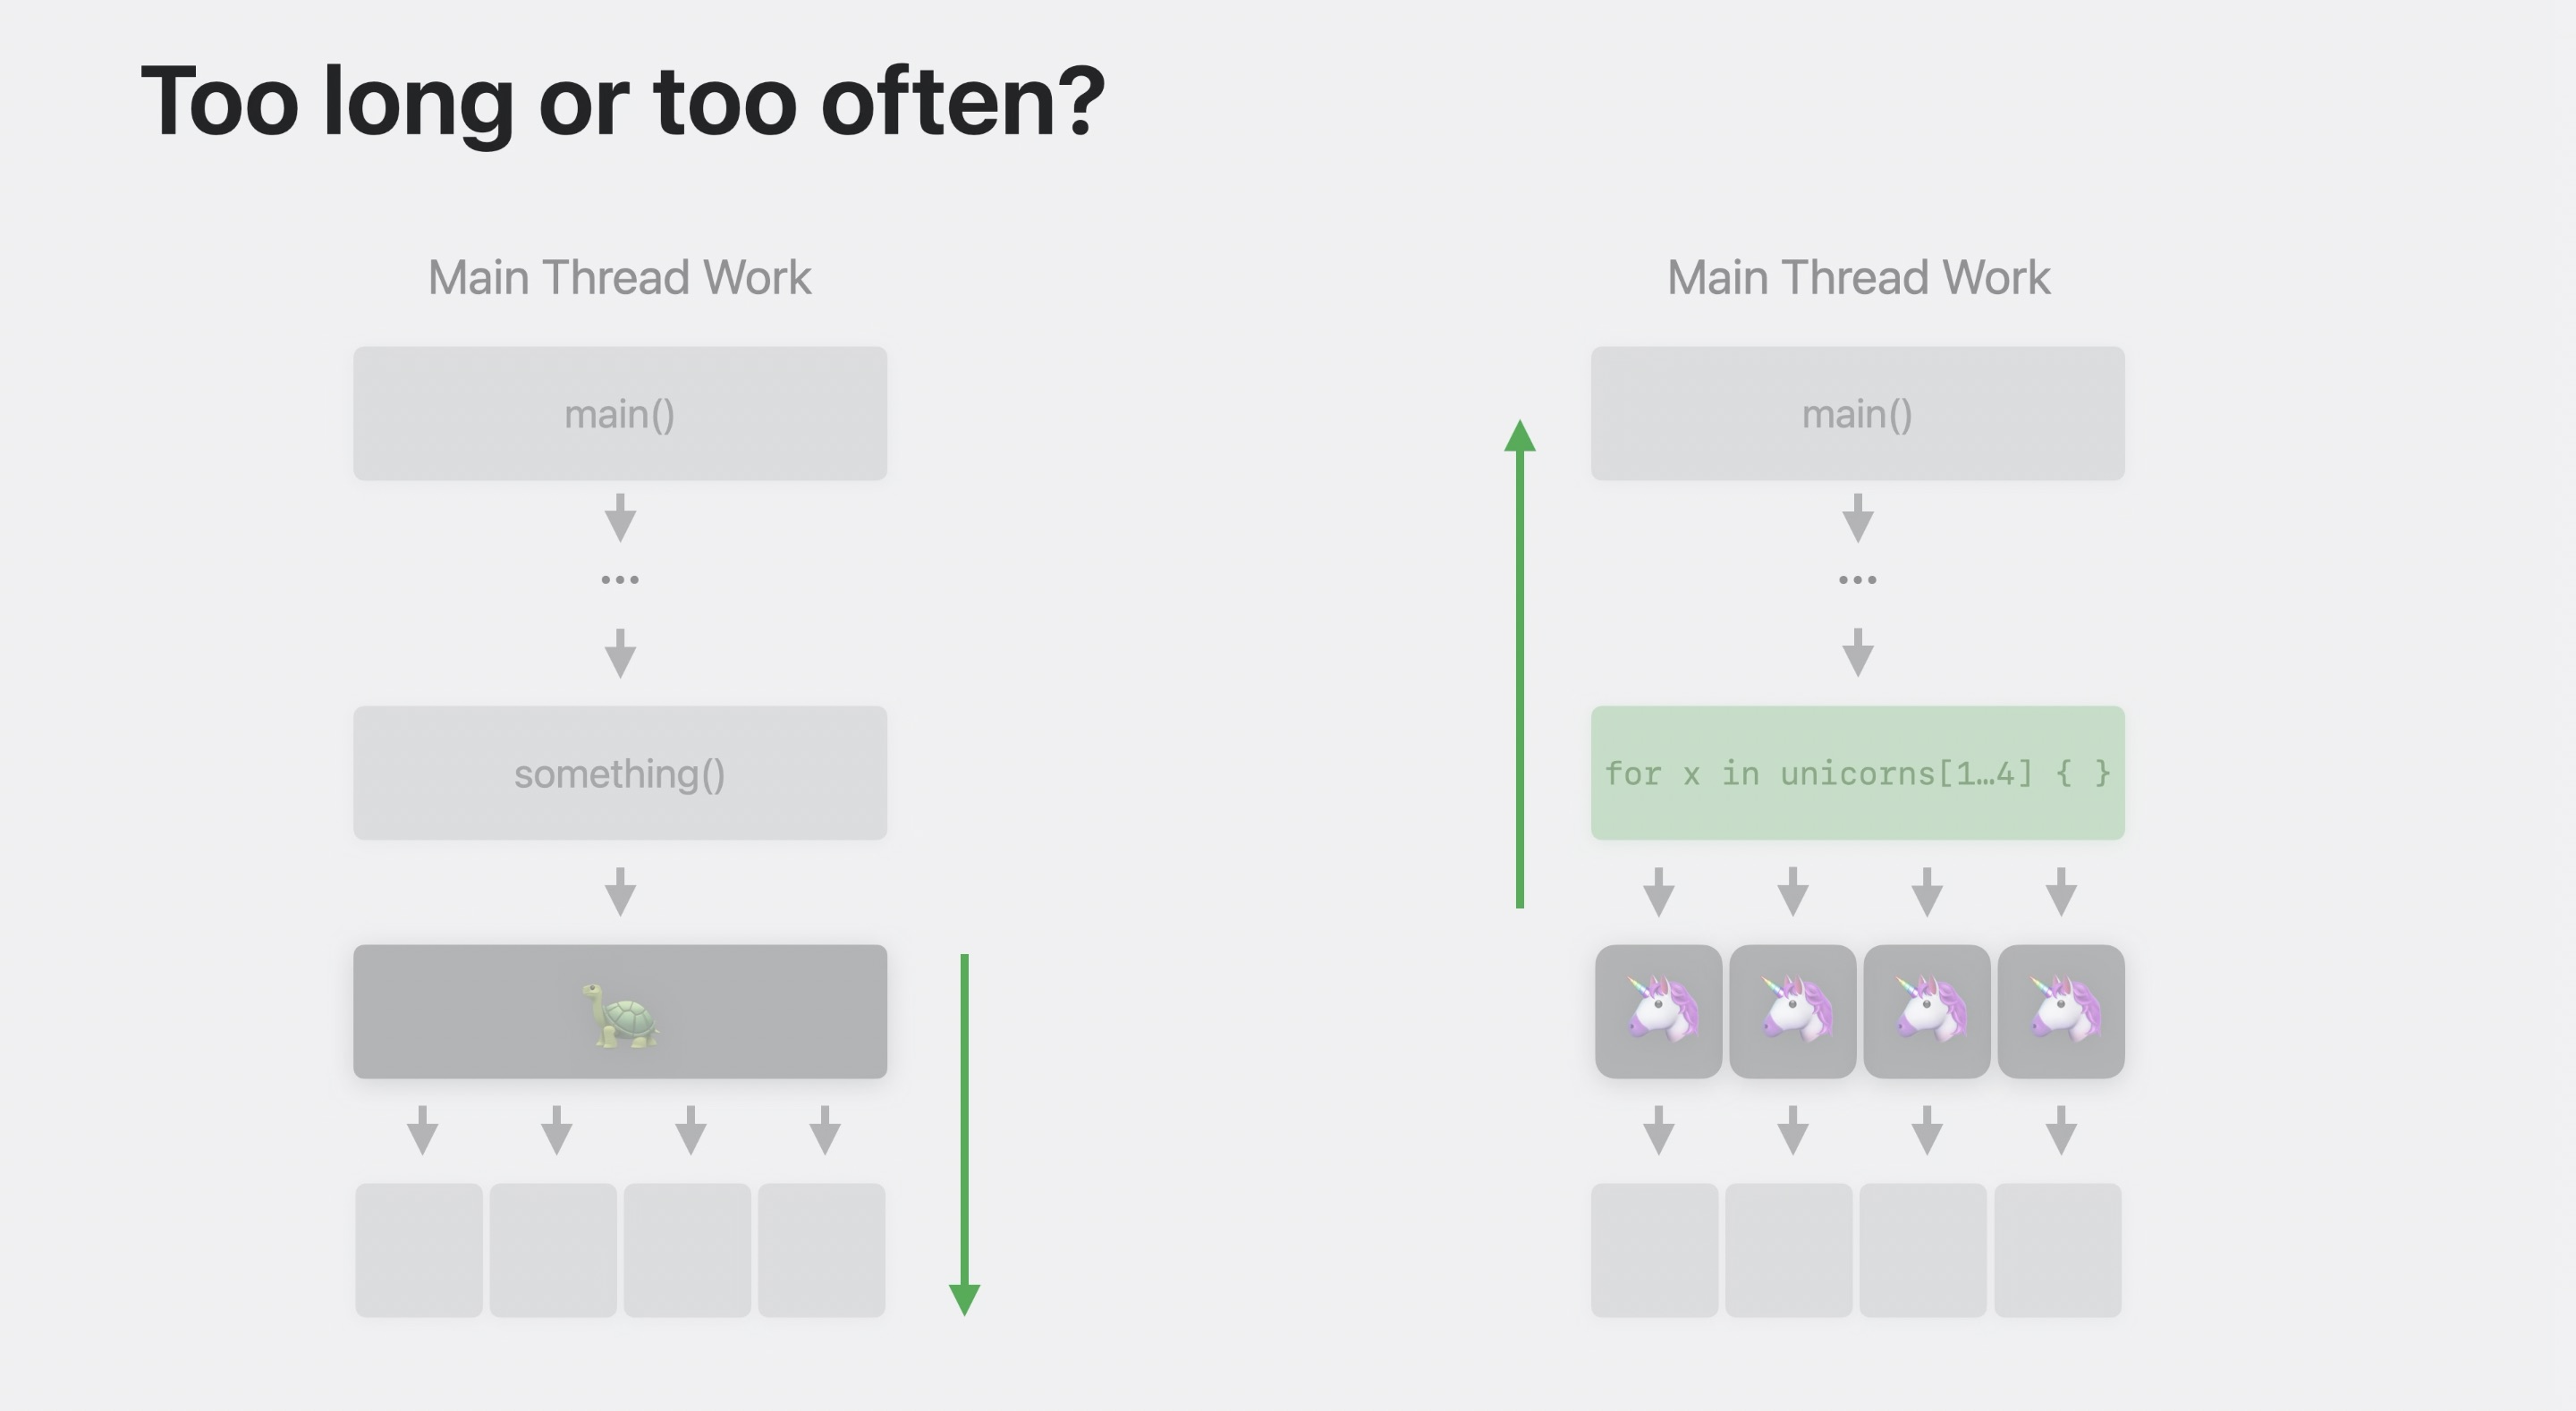 Too long or too often?
Main Thread Work
main()
...
something()
Main Thread Work
main()
...
for x in unicorns[1…4] { }